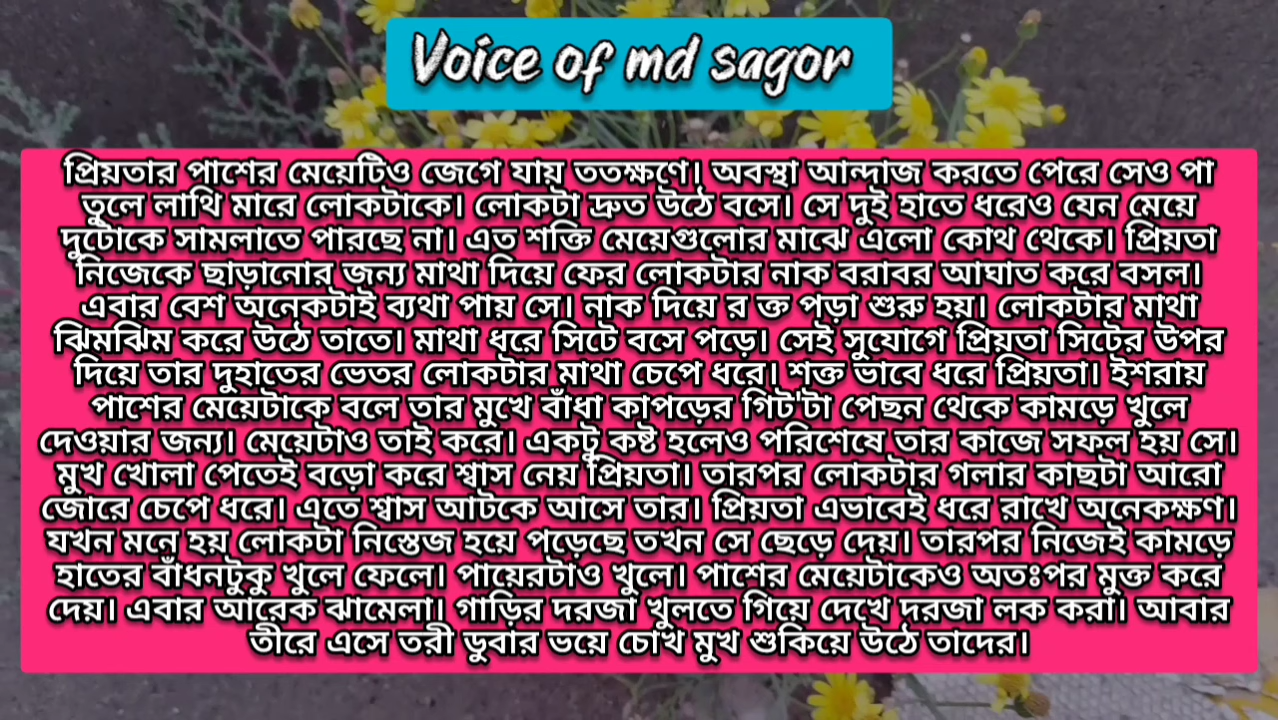 Voice of md sagor
প্রিয়তার পাশের মেয়েটিও জেগে যায় ততক্ষণে। অবস্থা আন্দাজ করতে পেরে সেও পা
তুলে লাথি মারে লোকটাকে। লোকটা দ্রুত উঠে বসে। সে দুই হাতে ধরেও যেন মেয়ে
দুটোকে সামলাতে পারছে না। এত শক্তি মেয়েগুলোর মাঝে এলো কোথ থেকে। প্রিয়তা
নিজেকে ছাড়ানোর জন্য মাথা দিয়ে ফের লোকটার নাক বরাবর আঘাত করে বসল।
এবার বেশ অনেকটাই ব্যথা পায় সে। নাক দিয়ে র ক্ত পড়া শুরু হয়। লোকটার মাথা
ঝিমঝিম করে উঠে তাতে। মাথা ধরে সিটে বসে পড়ে। সেই সুযোগে প্রিয়তা সিটের উপর
দিয়ে তার দুহাতের ভেতর লোকটার মাথা চেপে ধরে। শক্ত ভাবে ধরে প্রিয়তা। ইশরায়
পাশের মেয়েটাকে বলে তার মুখে বাঁধা কাপড়ের গিট'টা পেছন থেকে কামড়ে খুলে
দেওয়ার জন্য। মেয়েটাও তাই করে। একটু কষ্ট হলেও পরিশেষে তার কাজে সফল হয় সে।
মুখ খোলা পেতেই বড়ো করে শ্বাস নেয় প্রিয়তা। তারপর লোকটার গলার কাছটা আরো
জোরে চেপে ধরে। এতে শ্বাস আটকে আসে তার। প্রিয়তা এভাবেই ধরে রাখে অনেকক্ষণ।
যখন মনে হয় লোকটা নিস্তেজ হয়ে পড়েছে তখন সে ছেড়ে দেয়। তারপর নিজেই কামড়ে
হাতের বাঁধনটুকু খুলে ফেলে। পায়েরটাও খুলে। পাশের মেয়েটাকেও অতঃপর মুক্ত করে
দেয়। এবার আরেক ঝামেলা। গাড়ির দরজা খুলতে গিয়ে দেখে দরজা লক করা। আবার
তীরে এসে তরী ডুবার ভয়ে চোখ মুখ শুকিয়ে উঠে তাদের।